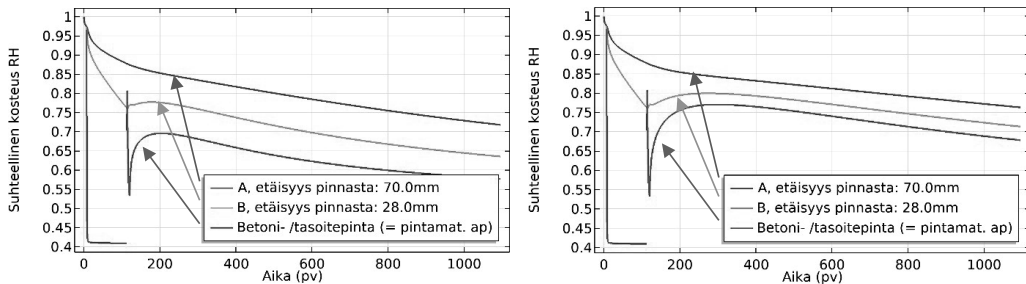 Suhteellinen kosteus RH
1
0.95
0.9
0.85
0.8
0.75
0.7
0.65
0.6
0.55
0.5
0.45
0.4
A, etäisyys pinnasta: 70.0mm
B, etäisyys pinnasta: 28.0mm
Betoni- /tasoitepinta (= pintamat. ap)
0 200 400 600 800 1000
Aika (pv)
Suhteellinen kosteus RH
1
0.95
0.9
0.85
0.8
0.75
0.7
0.65
0.6
0.55
0.5
0.45
0.4
A, etäisyys pinnasta: 70.0mm
B, etäisyys pinnasta: 28.0mm
Betoni- /tasoitepinta (= pintamat. ap)
0 200 400 600 800 1000
Aika (pv)